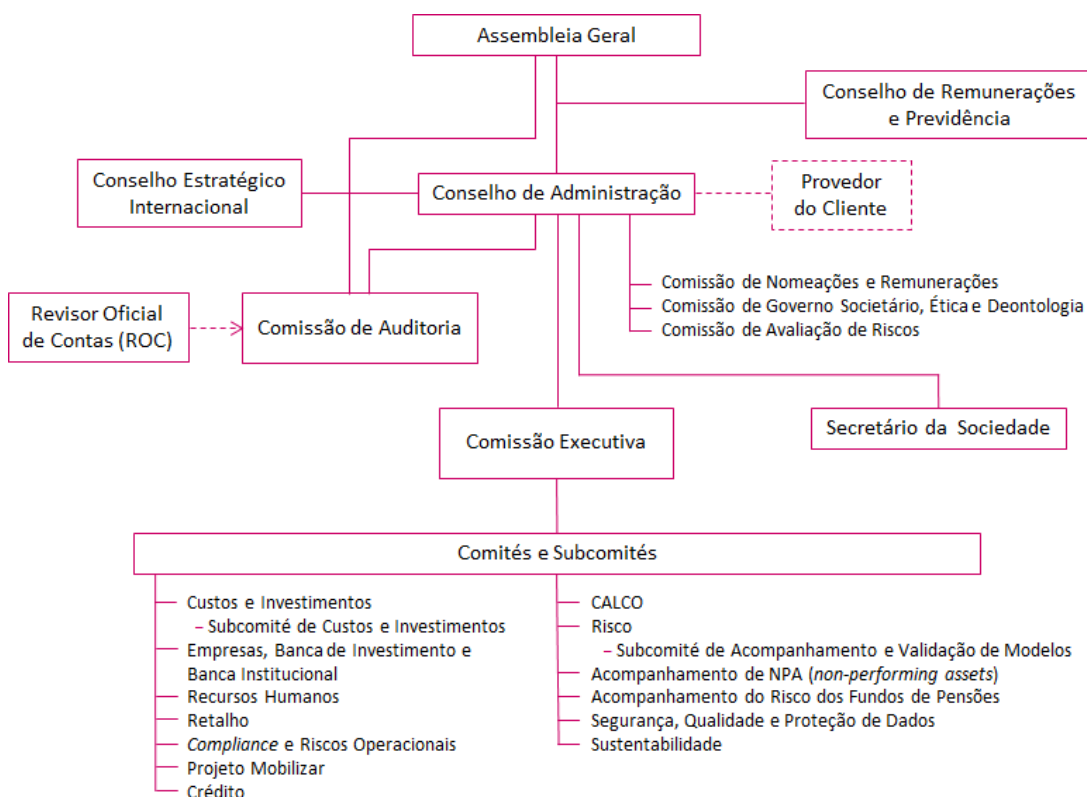 Assembleia Geral
Conselho de Remunerações
e Previdência
Conselho Estratégico
Internacional
Conselho de Administração
Provedor
do Cliente
Comissão de Nomeações e Remunerações
Comissão de Governo Societário, Ética e Deontologia
Comissão de Avaliação de Riscos
Revisor Oficial
de Contas (ROC)
Comissão de Auditoria
Secretário da Sociedade
Comissão Executiva
Comités e Subcomités
Custos e Investimentos
– Subcomité de Custos e Investimentos
Empresas, Banca de Investimento e
Banca Institucional
Recursos Humanos
Retalho
Compliance e Riscos Operacionais
Projeto Mobilizar
Crédito
CALCO
Risco
– Subcomité de Acompanhamento e Validação de Modelos
Acompanhamento de NPA (non-performing assets)
Acompanhamento do Risco dos Fundos de Pensões
Segurança, Qualidade e Proteção de Dados
Sustentabilidade